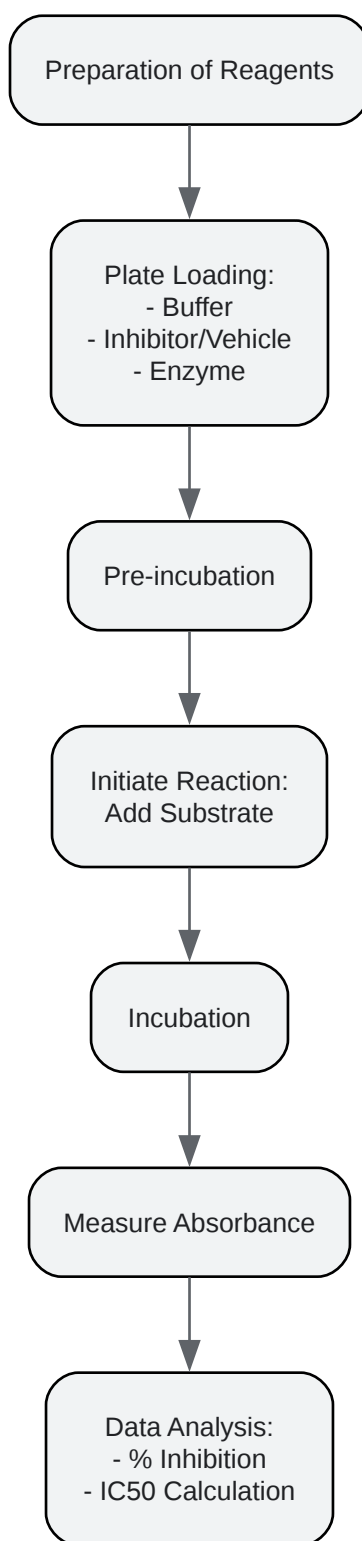 Preparation of Reagents
Plate Loading:
- Buffer
- Inhibitor/Vehicle
- Enzyme
Pre-incubation
Initiate Reaction:
Add Substrate
Incubation
Measure Absorbance
Data Analysis:
- % Inhibition
- IC50 Calculation